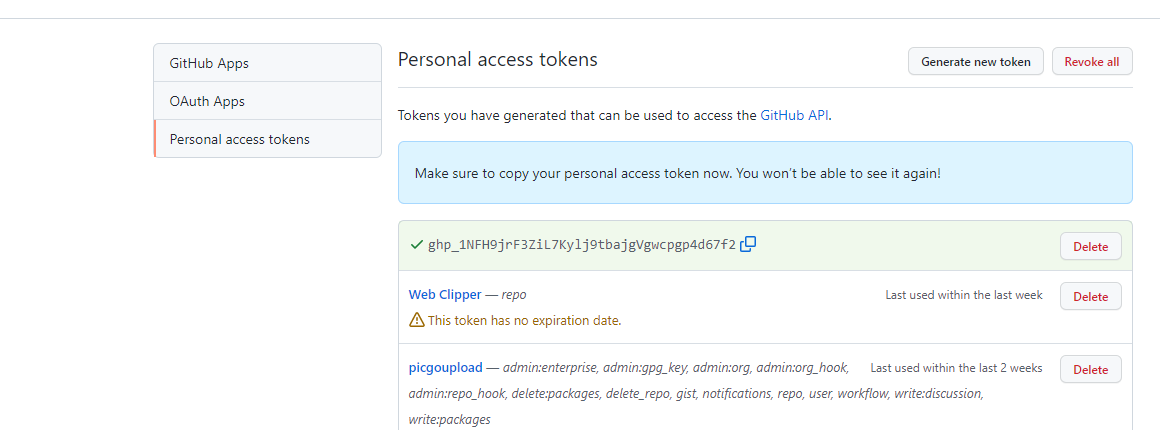 GitHub Apps
OAuth Apps
Personal access tokens
Personal access tokens
Generate new token
Revoke all
Tokens you have generated that can be used to access the GitHub API.
Make sure to copy your personal access token now. You won’t be able to see it again!
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
Delete
Web Clipper — repo
Last used within the last week
Delete
This token has no expiration date.
picgoupload — admin:enterprise, admin:gpg_key, admin:org, admin:org_hook,
Last used within the last 2 weeks
Delete
admin:repo_hook, delete:packages, delete_repo, gist, notifications, repo, user, workflow, write:discussion,
write:packages